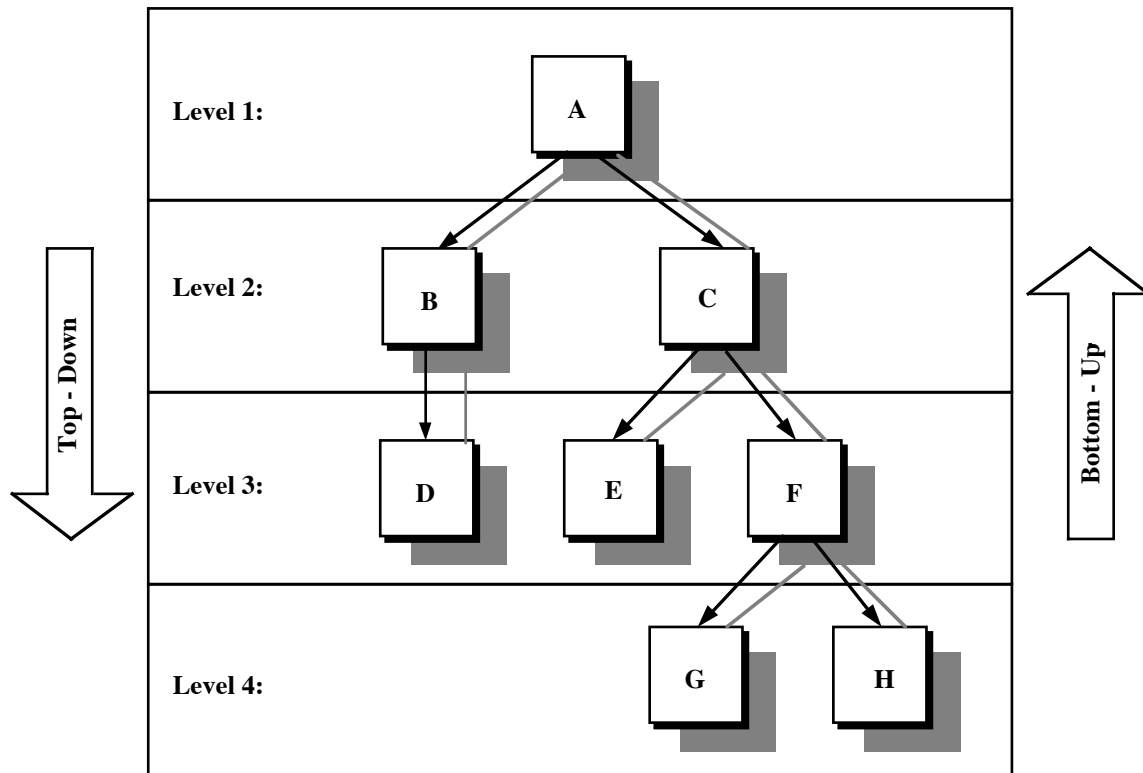 Level 1:
A
Level 2:
B
C
Level 3:
D
E
F
Level 4:
G
H
Top - Down
Bottom - Up